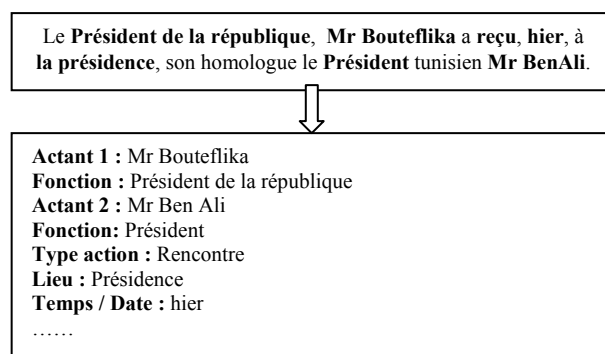 Le Président de la république, Mr Bouteflika a reçu, hier, à
la présidence, son homologue le Président tunisien Mr BenAli.
Actant 1 : Mr Bouteflika
Fonction : Président de la république
Actant 2 : Mr Ben Ali
Fonction: Président
Type action : Rencontre
Lieu : Présidence
Temps / Date : hier
……